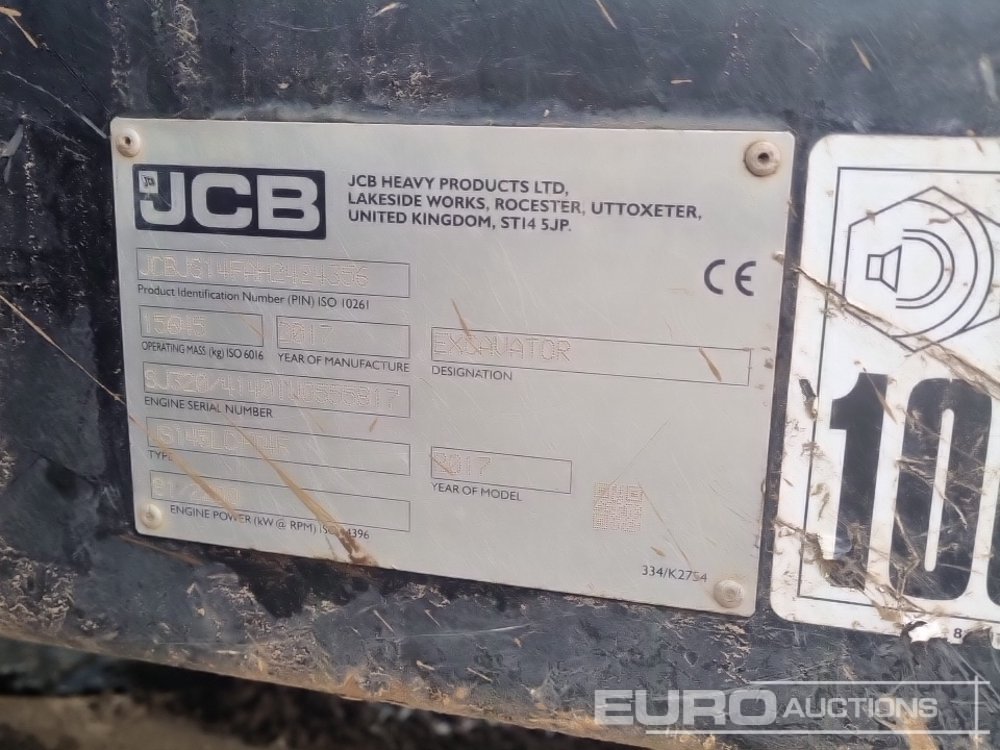 JCB
JCB HEAVY PRODUCTS LTD,
LAKESIDE WORKS, ROCESTER, UTTOXETER,
UNITED KINGDOM, ST14 5JP.
CE
JCBJS14FAH2424356
Product Identification Number (PIN) ISO 10261
15045
OPERATING MASS (kg) ISO 6016
2017
YEAR OF MANUFACTURE
EXCAVATOR
DESIGNATION
ENGINE SERIAL NUMBER
TYPE
2017
YEAR OF MODEL
ENGINE POWER (kW @ RPM)
334/K2754
EURO AUCTIONS